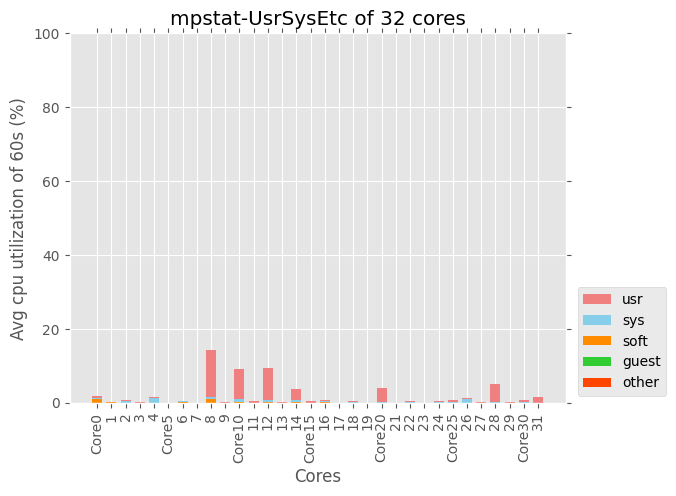 mpstat-UsrSysEtc of 32 cores
Avg cpu utilization of 60s (%)
100
80
60
40
20
0
usr
sys
soft
guest
other
Core0
1
2
3
4
Core5
6
7
8
9
Core10
11
12
13
14
Core15
16
17
18
19
Core20
21
22
23
24
Core25
26
27
28
29
Core30
31
Cores